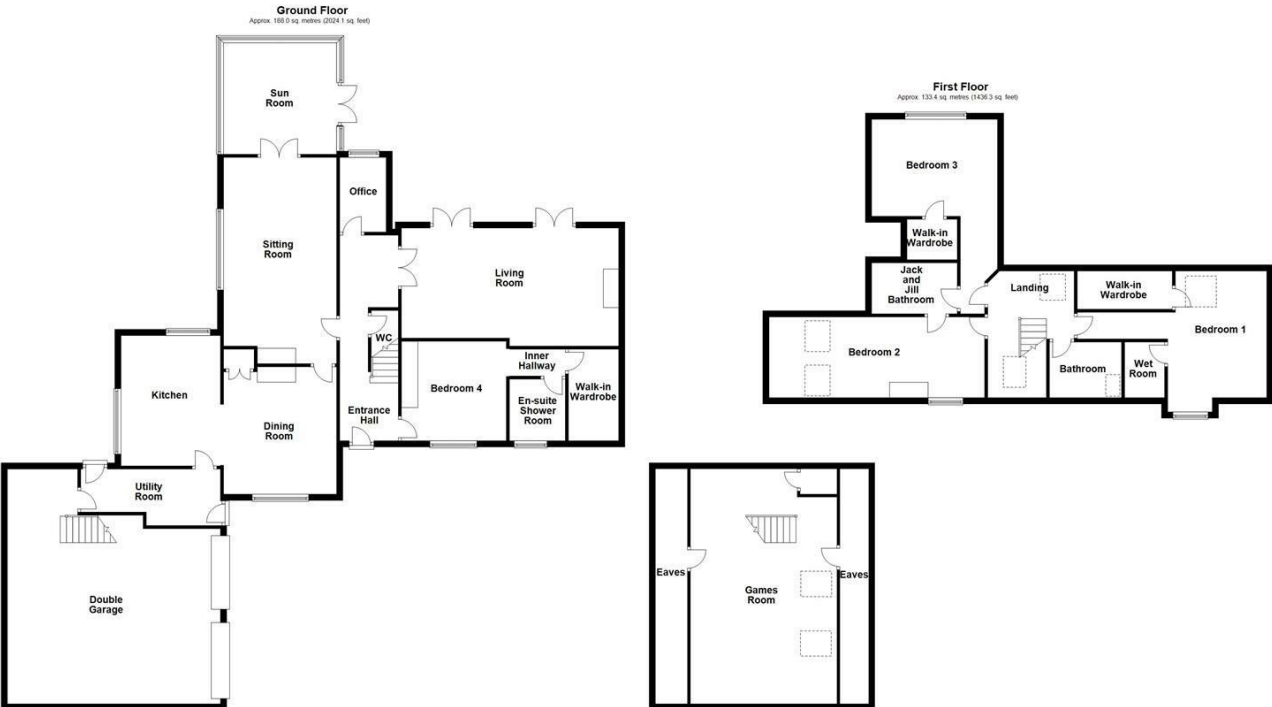 Ground Floor
Approx. 188.0 sq. metres (2024.1 sq. feet)
Sun
Room
Office
Sitting
Room
Living
Room
WC
Inner
Hallway
Kitchen
Bedroom 4
Walk-in
Wardrobe
En-suite
Shower
Room
Entrance
Hall
Dining
Room
Utility
Room
Double
Garage
First Floor
Approx. 133.4 sq. metres (1436.3 sq. feet)
Bedroom 3
Walk-in
Wardrobe
Jack
and
Jill
Bathroom
Landing
Walk-in
Wardrobe
Bedroom 1
Bedroom 2
Bathroom
Wet
Room
Eaves
Games
Room
Eaves